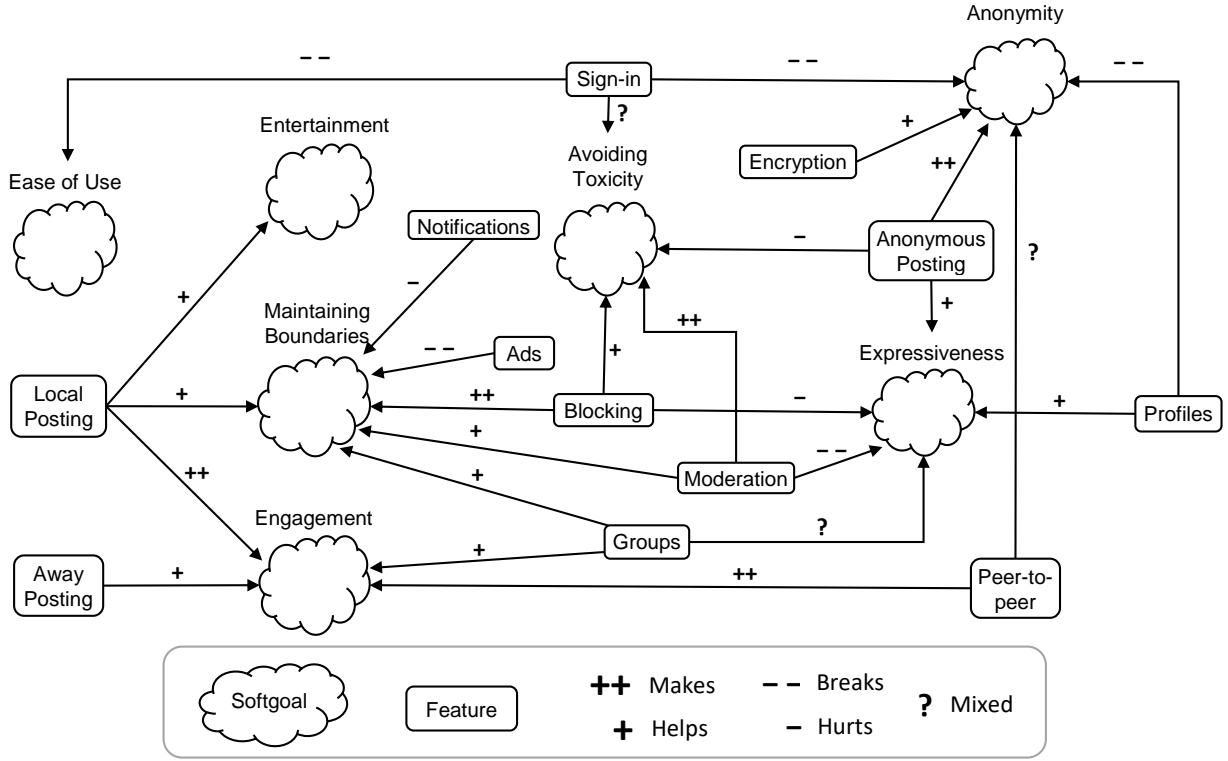 Anonymity
– –
– –
– –
Sign-in
?
Entertainment
+
Avoiding
Toxicity
Encryption
++
Ease of Use
Notifications
Anonymous
Posting
–
?
–
+
+
Maintaining
Boundaries
++
– –
Ads
+
Expressiveness
Local
Posting
+
++
Blocking
–
+
Profiles
+
– –
++
+
Moderation
Engagement
?
Groups
+
Away
Posting
+
++
Peer-to-
peer
Softgoal
Feature
++ Makes
– – Breaks
? Mixed
+ Helps
– Hurts